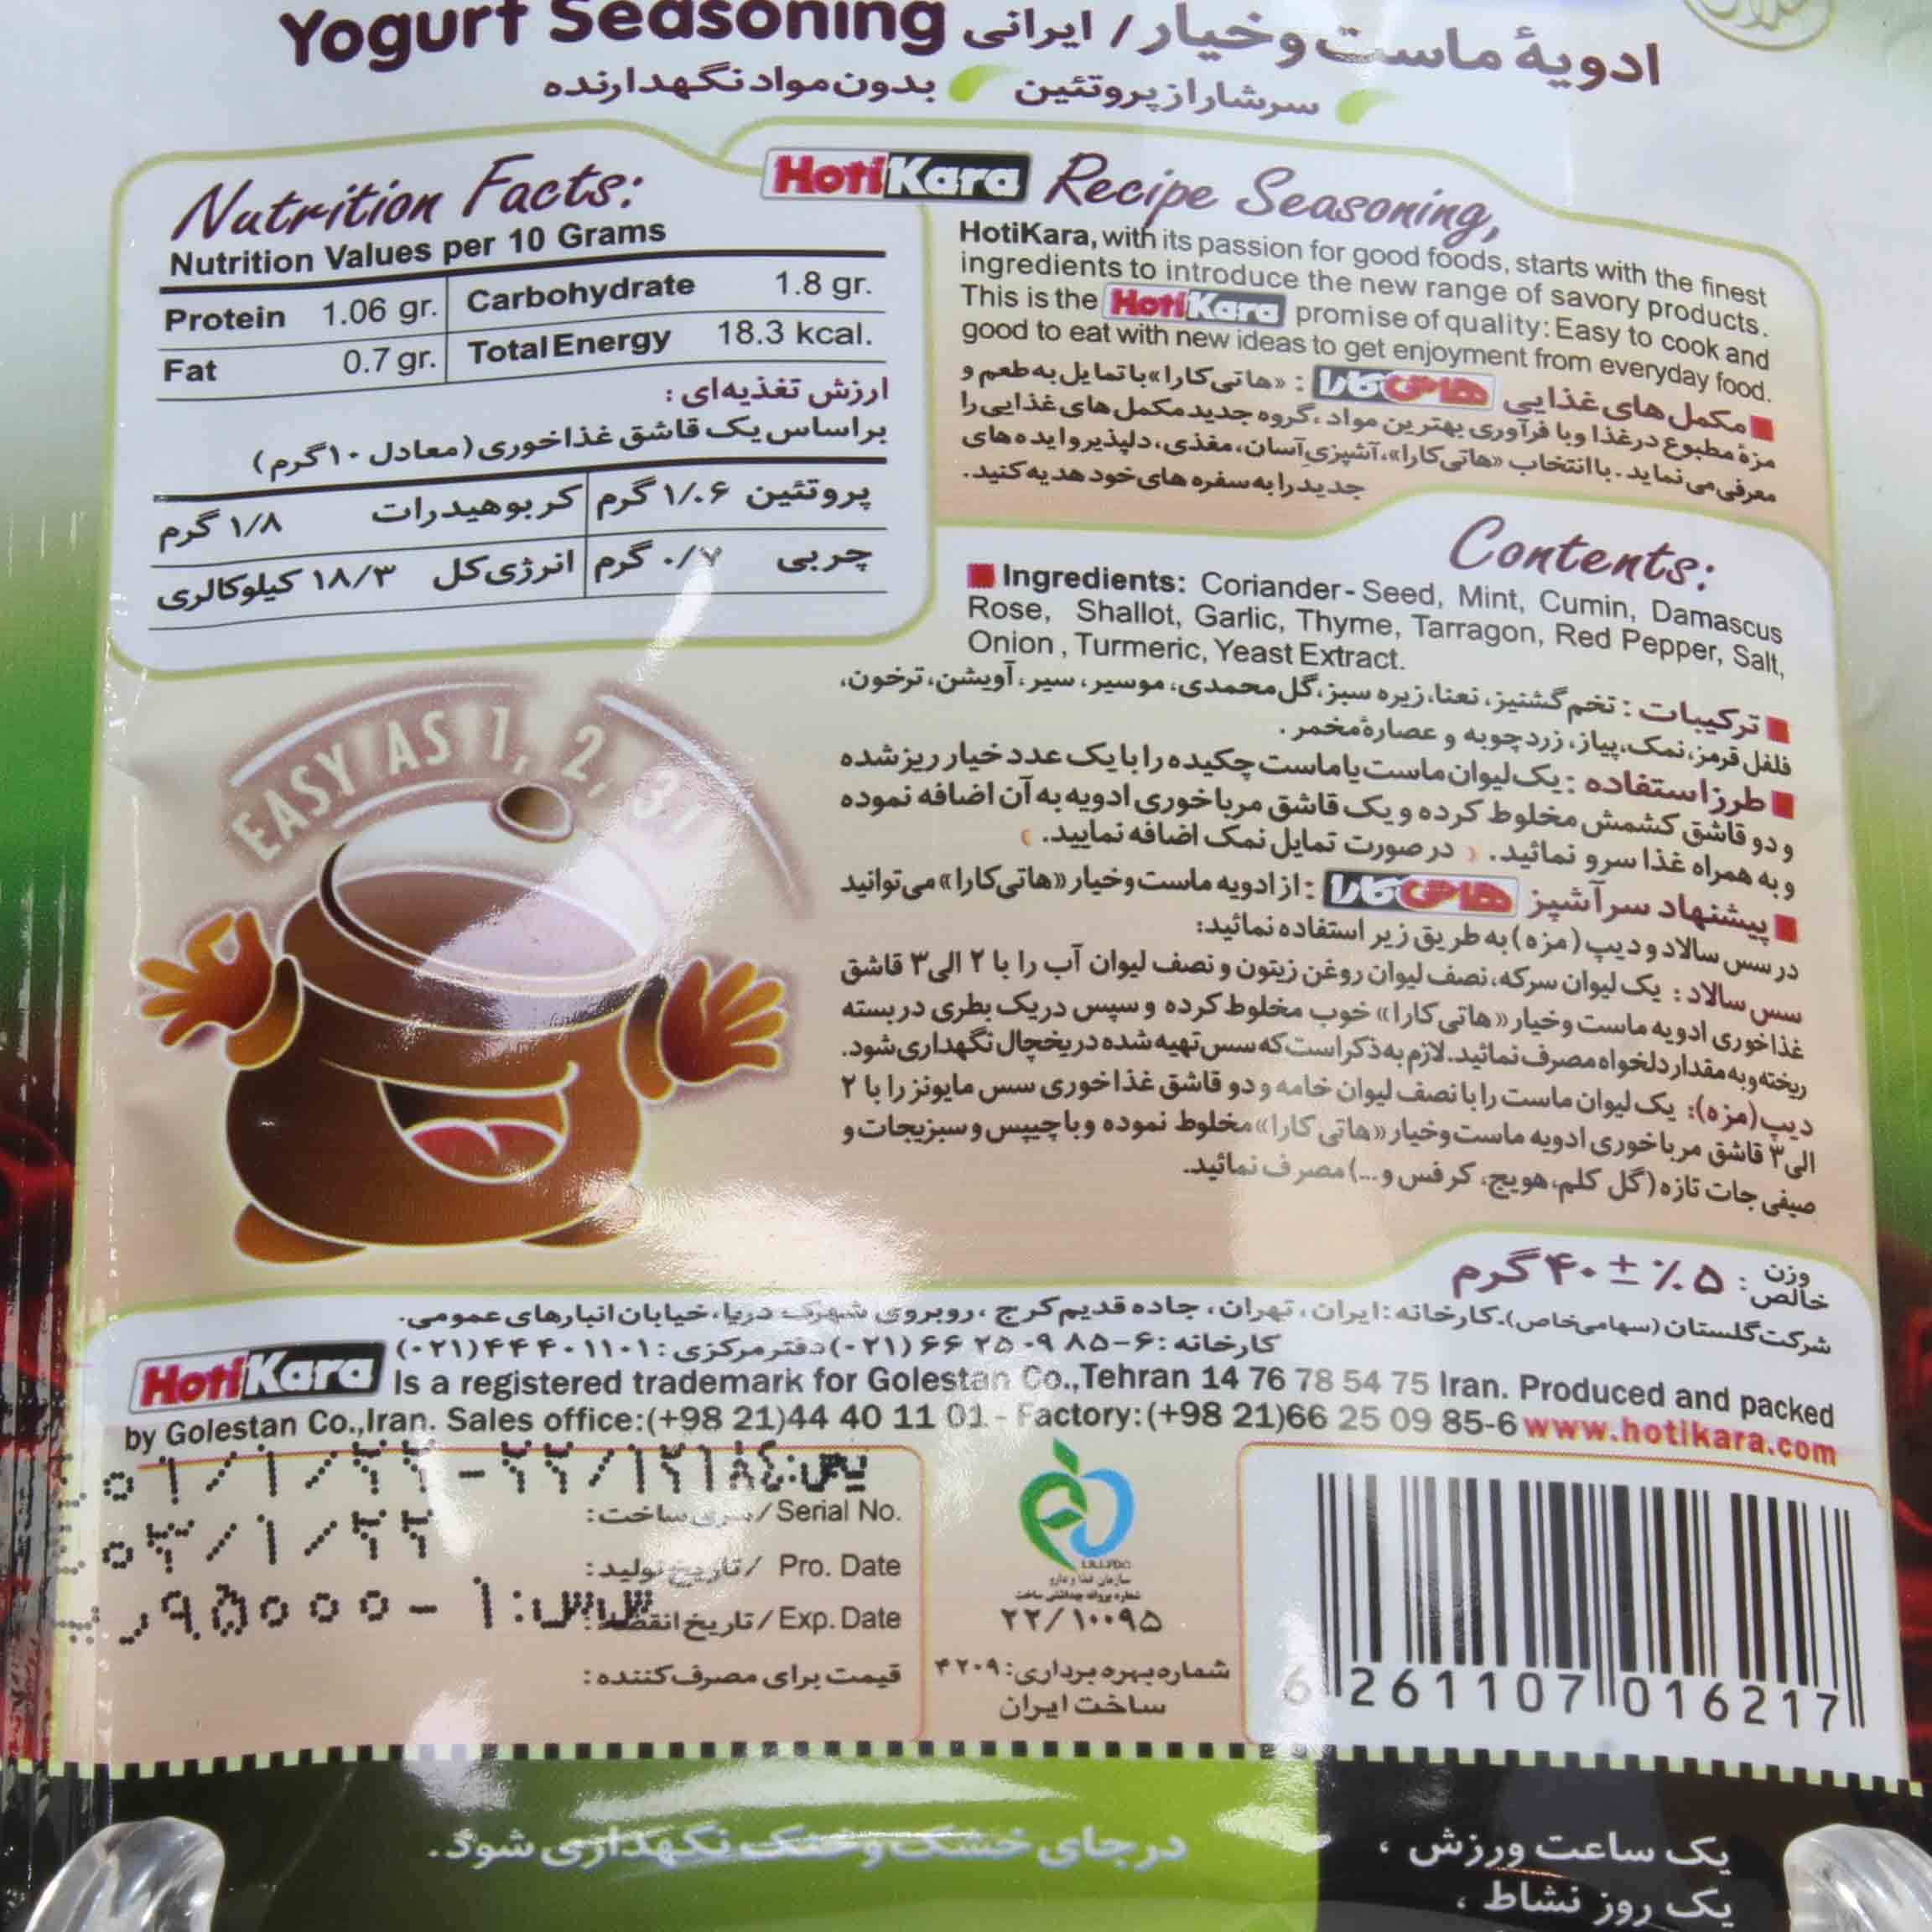 Yogurt Seasoning ادویهٔ ماست و خیار / ایرانی
سرشار از پروتئین بدون مواد نگهدارنده
Nutrition Facts:
Nutrition Values per 10 Grams
Protein 1.06 gr. Carbohydrate 1.8 gr.
Fat 0.7 gr. Total Energy 18.3 kcal.
ارزش تغذیه‌ای :
براساس یک قاشق غذاخوری (معادل ۱۰ گرم)
پروتئین ۱/۰۶ گرم کربوهیدرات ۱/۸ گرم
چربی ۰/۷ گرم انرژی کل ۱۸/۳ کیلوکالری
HotiKara Recipe Seasoning,
HotiKara, with its passion for good foods, starts with the finest
ingredients to introduce the new range of savory products.
This is the HotiKara promise of quality: Easy to cook and
good to eat with new ideas to get enjoyment from everyday food.
مکمل های غذایی هاتی کارا : «هاتی کارا» با تمایل به طعم و
مزهٔ مطبوع در غذا و با فرآوری بهترین مواد، گروه جدید مکمل های غذایی را
معرفی می نماید. با انتخاب «هاتی کارا»، آشپزی آسان، مغذی، دلپذیر و ایده های
جدید را به سفره های خود هدیه کنید.
Contents:
Ingredients: Coriander-Seed, Mint, Cumin, Damascus
Rose, Shallot, Garlic, Thyme, Tarragon, Red Pepper, Salt,
Onion, Turmeric, Yeast Extract.
ترکیبات : تخم گشنیز، نعنا، زیره سبز، گل محمدی، موسیر، سیر، آویشن، ترخون،
فلفل قرمز، نمک، پیاز، زردچوبه و عصارهٔ مخمر.
طرز استفاده : یک لیوان ماست یا ماست چکیده را با یک عدد خیار ریز شده
و دو قاشق کشمش مخلوط کرده و یک قاشق مرباخوری ادویه به آن اضافه نموده
و به همراه غذا سرو نمائید. ( در صورت تمایل نمک اضافه نمایید. )
پیشنهاد سرآشپز هاتی کارا : از ادویه ماست و خیار «هاتی کارا» می توانید
در سس سالاد و دیپ (مزه) به طریق زیر استفاده نمائید:
سس سالاد : یک لیوان سرکه، نصف لیوان روغن زیتون و نصف لیوان آب را با ۲ الی ۳ قاشق
غذاخوری ادویه ماست و خیار «هاتی کارا» خوب مخلوط کرده و سپس در یک بطری در بسته
ریخته و به مقدار دلخواه مصرف نمائید. لازم به ذکر است که سس تهیه شده در یخچال نگهداری شود.
دیپ (مزه): یک لیوان ماست را با نصف لیوان خامه و دو قاشق غذاخوری سس مایونز را با ۲
الی ۳ قاشق مرباخوری ادویه ماست و خیار «هاتی کارا» مخلوط نموده و با چیپس و سبزیجات و
صیفی جات تازه (گل کلم، هویج، کرفس و...) مصرف نمائید.
EASY AS 1, 2, 3!
وزن خالص : ۵٪ ± ۴۰ گرم
شرکت گلستان (سهامی خاص). کارخانه : ایران، تهران، جاده قدیم کرج، روبروی شهرک دریا، خیابان انبارهای عمومی.
کارخانه : ۶-۸۵ ۰۹ ۲۵ ۶۶ (۰۲۱) دفتر مرکزی : ۴۴۴۰۱۱۰۱ (۰۲۱)
HotiKara Is a registered trademark for Golestan Co.,Tehran 14 76 78 54 75 Iran. Produced and packed
by Golestan Co.,Iran. Sales office:(+98 21)44 40 11 01 - Factory:(+98 21)66 25 09 85-6 www.hotikara.com
سری ساخت / Serial No. :
تاریخ تولید / Pro. Date :
تاریخ انقضا / Exp. Date :
قیمت برای مصرف کننده :
سازمان غذا و دارو
شماره پروانه بهداشتی ساخت
۲۲/۱۰۰۹۵
شماره بهره برداری: ۴۲۰۹
ساخت ایران
6 261107 016217
در جای خشک و خنک نگهداری شود.
یک ساعت ورزش ،
یک روز نشاط ،